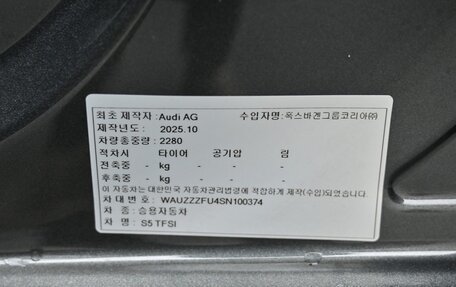 최초 제작자 : Audi AG 수입자명 : 폭스바겐그룹코리아㈜
제작년도 : 2025.10
차량총중량 : 2280
적차시 타이어 공기압 림
전축중 - kg - - -
후축중 - kg - - -
이 자동차는 대한민국 자동차관리법령에 적합하게 제작(수입)되었습니다.
차 대 번 호 : WAUZZZFU4SN100374
차 종 : 승용자동차
차 명 : S5 TFSI